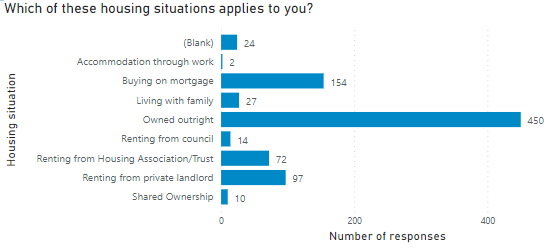 Which of these housing situations applies to you?
Housing situation
(Blank) 24
Accommodation through work 2
Buying on mortgage 154
Living with family 27
Owned outright 450
Renting from council 14
Renting from Housing Association/Trust 72
Renting from private landlord 97
Shared Ownership 10
0 200 400
Number of responses